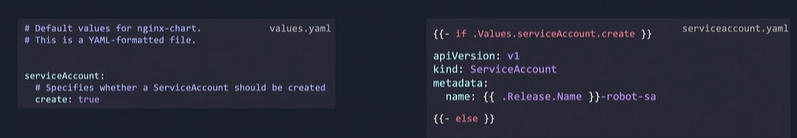 # Default values for nginx-chart.
values.yaml
# This is a YAML-formatted file.
serviceAccount:
# Specifies whether a ServiceAccount should be created
create: true
{{- if .Values.serviceAccount.create }}
serviceaccount.yaml
apiVersion: v1
kind: ServiceAccount
metadata:
name: {{ .Release.Name }}-robot-sa
{{- else }}